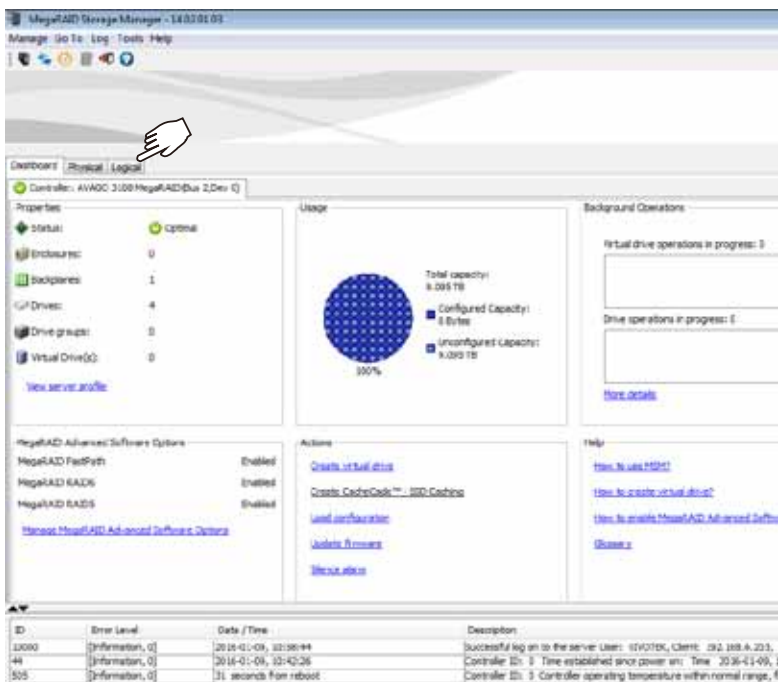 MegaRAID Storage Manager - 14.02.01.03
Manage Go To Log Tools Help
Dashboard Physical Logical
Controller: AVAGO 3108 MegaRAID(Bus 2,Dev 0)
Properties
Status: Optimal
Enclosures: 0
Backplanes: 1
Drives: 4
Drive groups: 0
Virtual Drive(s): 0
View server profile
Usage
Total capacity:
9.095 TB
Configured Capacity:
0 Bytes
Unconfigured Capacity:
9.095 TB
100%
Background Operations
Virtual drive operations in progress: 0
Drive operations in progress: 0
More details
MegaRAID Advanced Software Options
MegaRAID FastPath Enabled
MegaRAID RAID6 Enabled
MegaRAID RAID5 Enabled
Manage MegaRAID Advanced Software Options
Actions
Create virtual drive
Create CacheCade™ - SSD Caching
Load configuration
Update firmware
Silence alarm
Help
How to use MSM?
How to create virtual drive?
How to enable MegaRAID Advanced Softw
Glossary
ID Error Level Date / Time Description
[Information, 0] 2016-01-09, 10:56:44 Successful log on to the server User: VIVOTEK, Client: 192.168.6.203,
44 [Information, 0] 2016-01-09, 10:42:26 Controller ID: 0 Time established since power on: Time 2016-01-09,
505 [Information, 0] 31 seconds from reboot Controller ID: 0 Controller operating temperature within normal range,